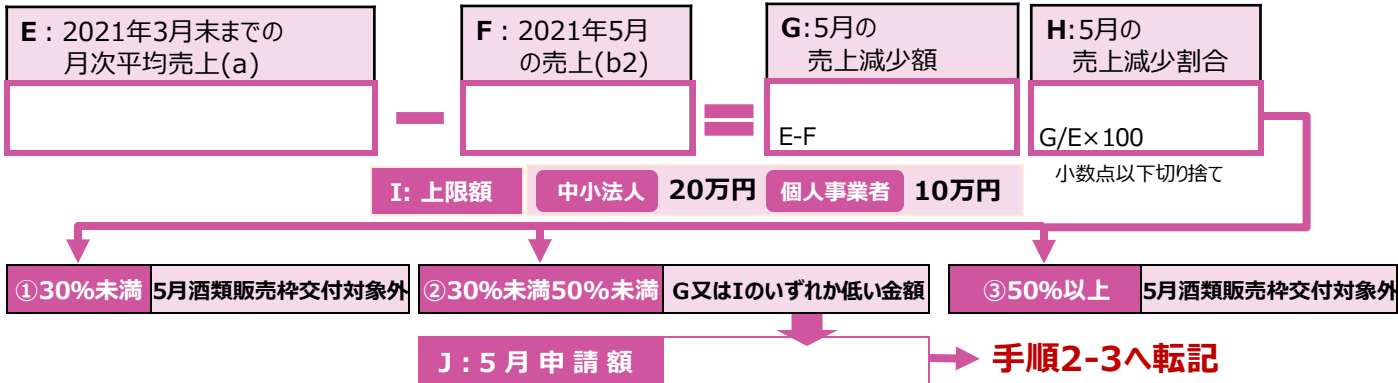 E：2021年3月末までの
月次平均売上(a)
F：2021年5月
の売上(b2)
G:5月の
売上減少額
H:5月の
売上減少割合
E-F
G/E×100
小数点以下切り捨て
I: 上限額
中小法人 20万円 個人事業者 10万円
①30%未満 5月酒類販売枠交付対象外
②30%未満50%未満 G又はIのいずれか低い金額
③50%以上 5月酒類販売枠交付対象外
J：5月申請額
手順2-3へ転記